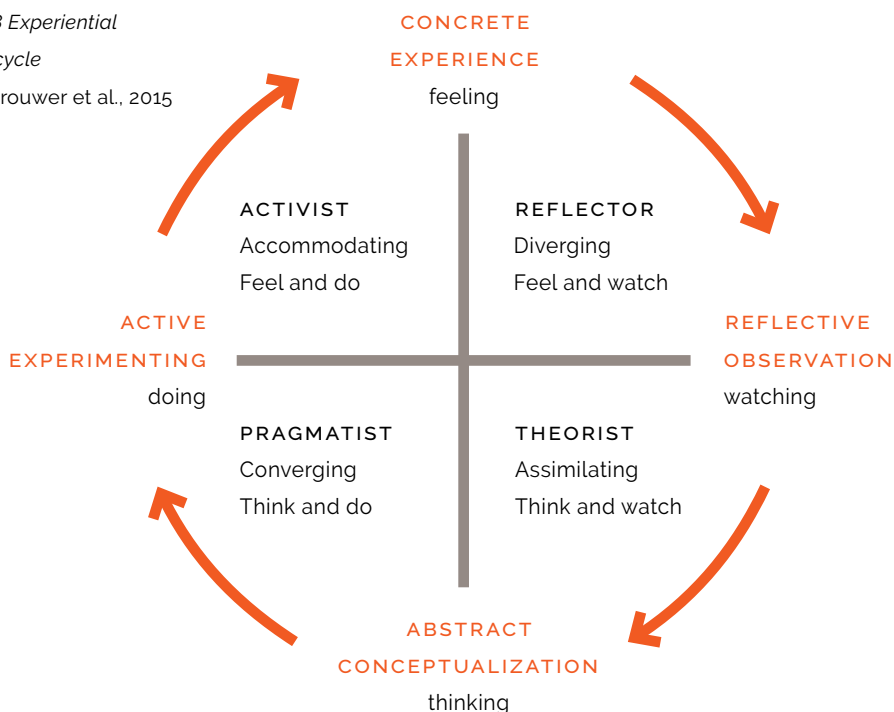 Experiential
cycle
rouwer et al., 2015
CONCRETE
EXPERIENCE
feeling
ACTIVIST
Accommodating
Feel and do
REFLECTOR
Diverging
Feel and watch
ACTIVE
EXPERIMENTING
doing
REFLECTIVE
OBSERVATION
watching
PRAGMATIST
Converging
Think and do
THEORIST
Assimilating
Think and watch
ABSTRACT
CONCEPTUALIZATION
thinking